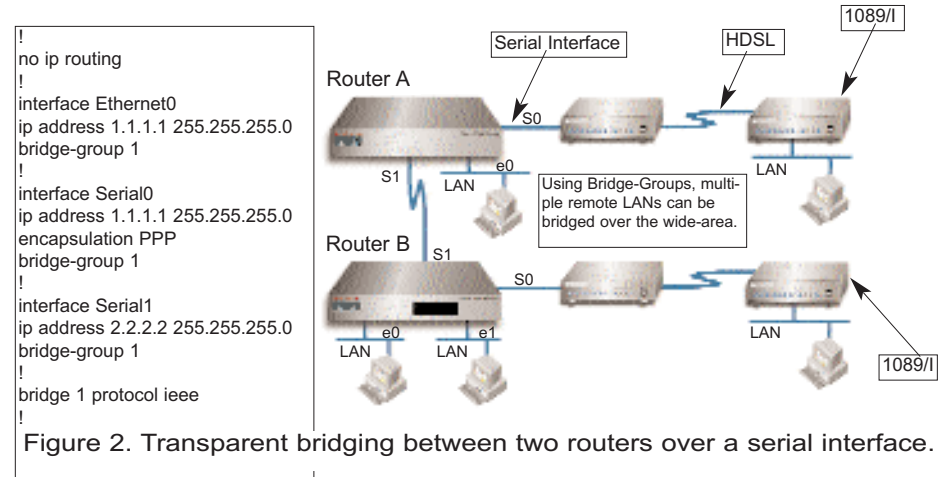 !
no ip routing
!
interface Ethernet0
ip address 1.1.1.1 255.255.255.0
bridge-group 1
!
interface Serial0
ip address 1.1.1.1 255.255.255.0
encapsulation PPP
bridge-group 1
!
interface Serial1
ip address 2.2.2.2 255.255.255.0
bridge-group 1
!
bridge 1 protocol ieee
!
1089/I
Serial Interface
HDSL
Router A
S0
S1
LAN
e0
LAN
Using Bridge-Groups, multi-
ple remote LANs can be
bridged over the wide-area.
Router B
S1
S0
e0
e1
LAN
LAN
LAN
1089/I
Figure 2. Transparent bridging between two routers over a serial interface.